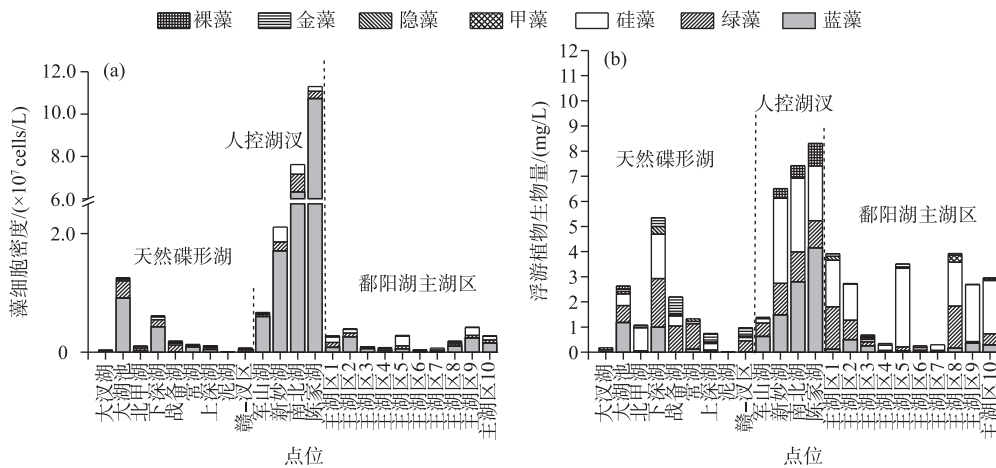 裸藻 金藻 隐藻 甲藻 硅藻 绿藻 蓝藻
(a)
藻细胞密度/(×10⁷ cells/L)
12.0
10.0
8.0
6.0
2.0
0
天然碟形湖
人控湖汊
鄱阳湖主湖区
大汊湖
大湖池
北甲湖
下深湖
战备湖
常湖
上深湖
泥湖
赣-汉区
军山湖
新妙湖
南北湖
陈家湖
主湖区1
主湖区2
主湖区3
主湖区4
主湖区5
主湖区6
主湖区7
主湖区8
主湖区9
主湖区10
点位
(b)
浮游植物生物量/(mg/L)
12
11
10
9
8
7
6
5
4
3
2
1
0
天然碟形湖
人控湖汊
鄱阳湖主湖区
大汊湖
大湖池
北甲湖
下深湖
战备湖
常湖
上深湖
泥湖
赣-汉区
军山湖
新妙湖
南北湖
陈家湖
主湖区1
主湖区2
主湖区3
主湖区4
主湖区5
主湖区6
主湖区7
主湖区8
主湖区9
主湖区10
点位